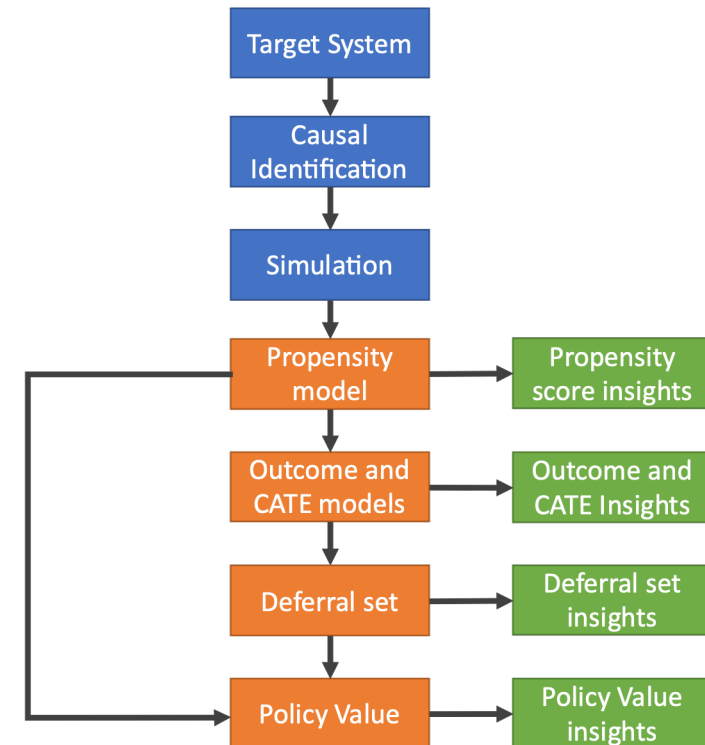 Target System
Causal
Identification
Simulation
Propensity
model
Propensity
score insights
Outcome and
CATE models
Outcome and
CATE Insights
Deferral set
Deferral set
insights
Policy Value
Policy Value
insights